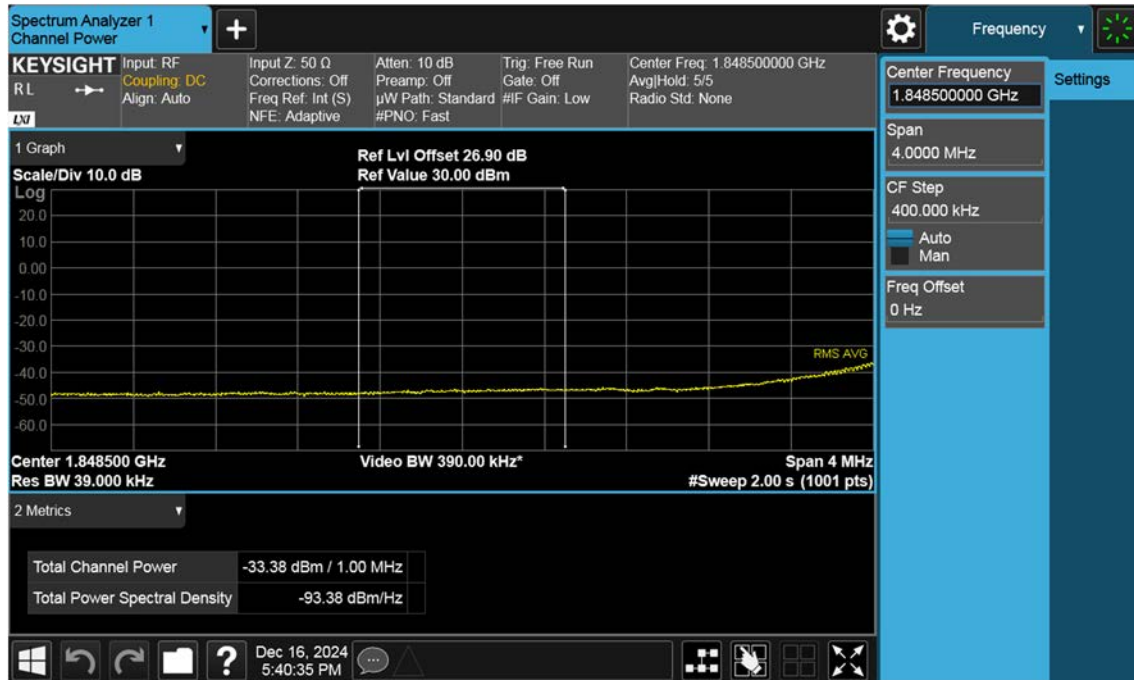 Spectrum Analyzer 1
Channel Power
Frequency
KEYSIGHT
R L
LXI
Input: RF
Coupling: DC
Align: Auto
Input Z: 50 Ω
Corrections: Off
Freq Ref: Int (S)
NFE: Adaptive
Atten: 10 dB
Preamp: Off
µW Path: Standard
#PNO: Fast
Trig: Free Run
Gate: Off
#IF Gain: Low
Center Freq: 1.848500000 GHz
Avg|Hold: 5/5
Radio Std: None
Center Frequency
1.848500000 GHz
Settings
Span
4.0000 MHz
CF Step
400.000 kHz
Auto
Man
Freq Offset
0 Hz
1 Graph
Scale/Div 10.0 dB
Ref Lvl Offset 26.90 dB
Ref Value 30.00 dBm
Log
20.0
10.0
0.00
-10.0
-20.0
-30.0
-40.0
-50.0
-60.0
RMS AVG
Center 1.848500 GHz
Video BW 390.00 kHz*
Span 4 MHz
Res BW 39.000 kHz
#Sweep 2.00 s (1001 pts)
2 Metrics
Total Channel Power -33.38 dBm / 1.00 MHz
Total Power Spectral Density -93.38 dBm/Hz
?
Dec 16, 2024
5:40:35 PM